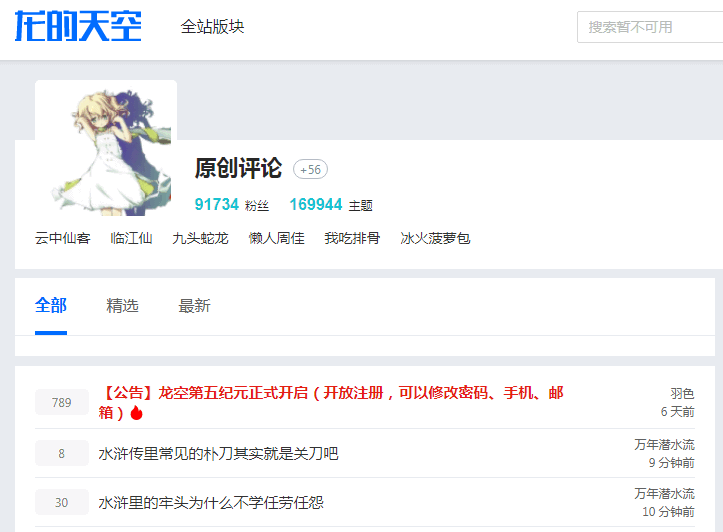 龙的天空 全站版块 搜索暂不可用
原创评论 +56
91734 粉丝 169944 主题
云中仙客 临江仙 九头蛇龙 懒人周佳 我吃排骨 冰火菠萝包
全部 精选 最新
789 【公告】龙空第五纪元正式开启（开放注册，可以修改密码、手机、邮 羽色
箱） 6 天前
8 水浒传里常见的朴刀其实就是关刀吧 万年潜水流
9 分钟前
30 水浒里的牢头为什么不学任劳任怨 万年潜水流
10 分钟前